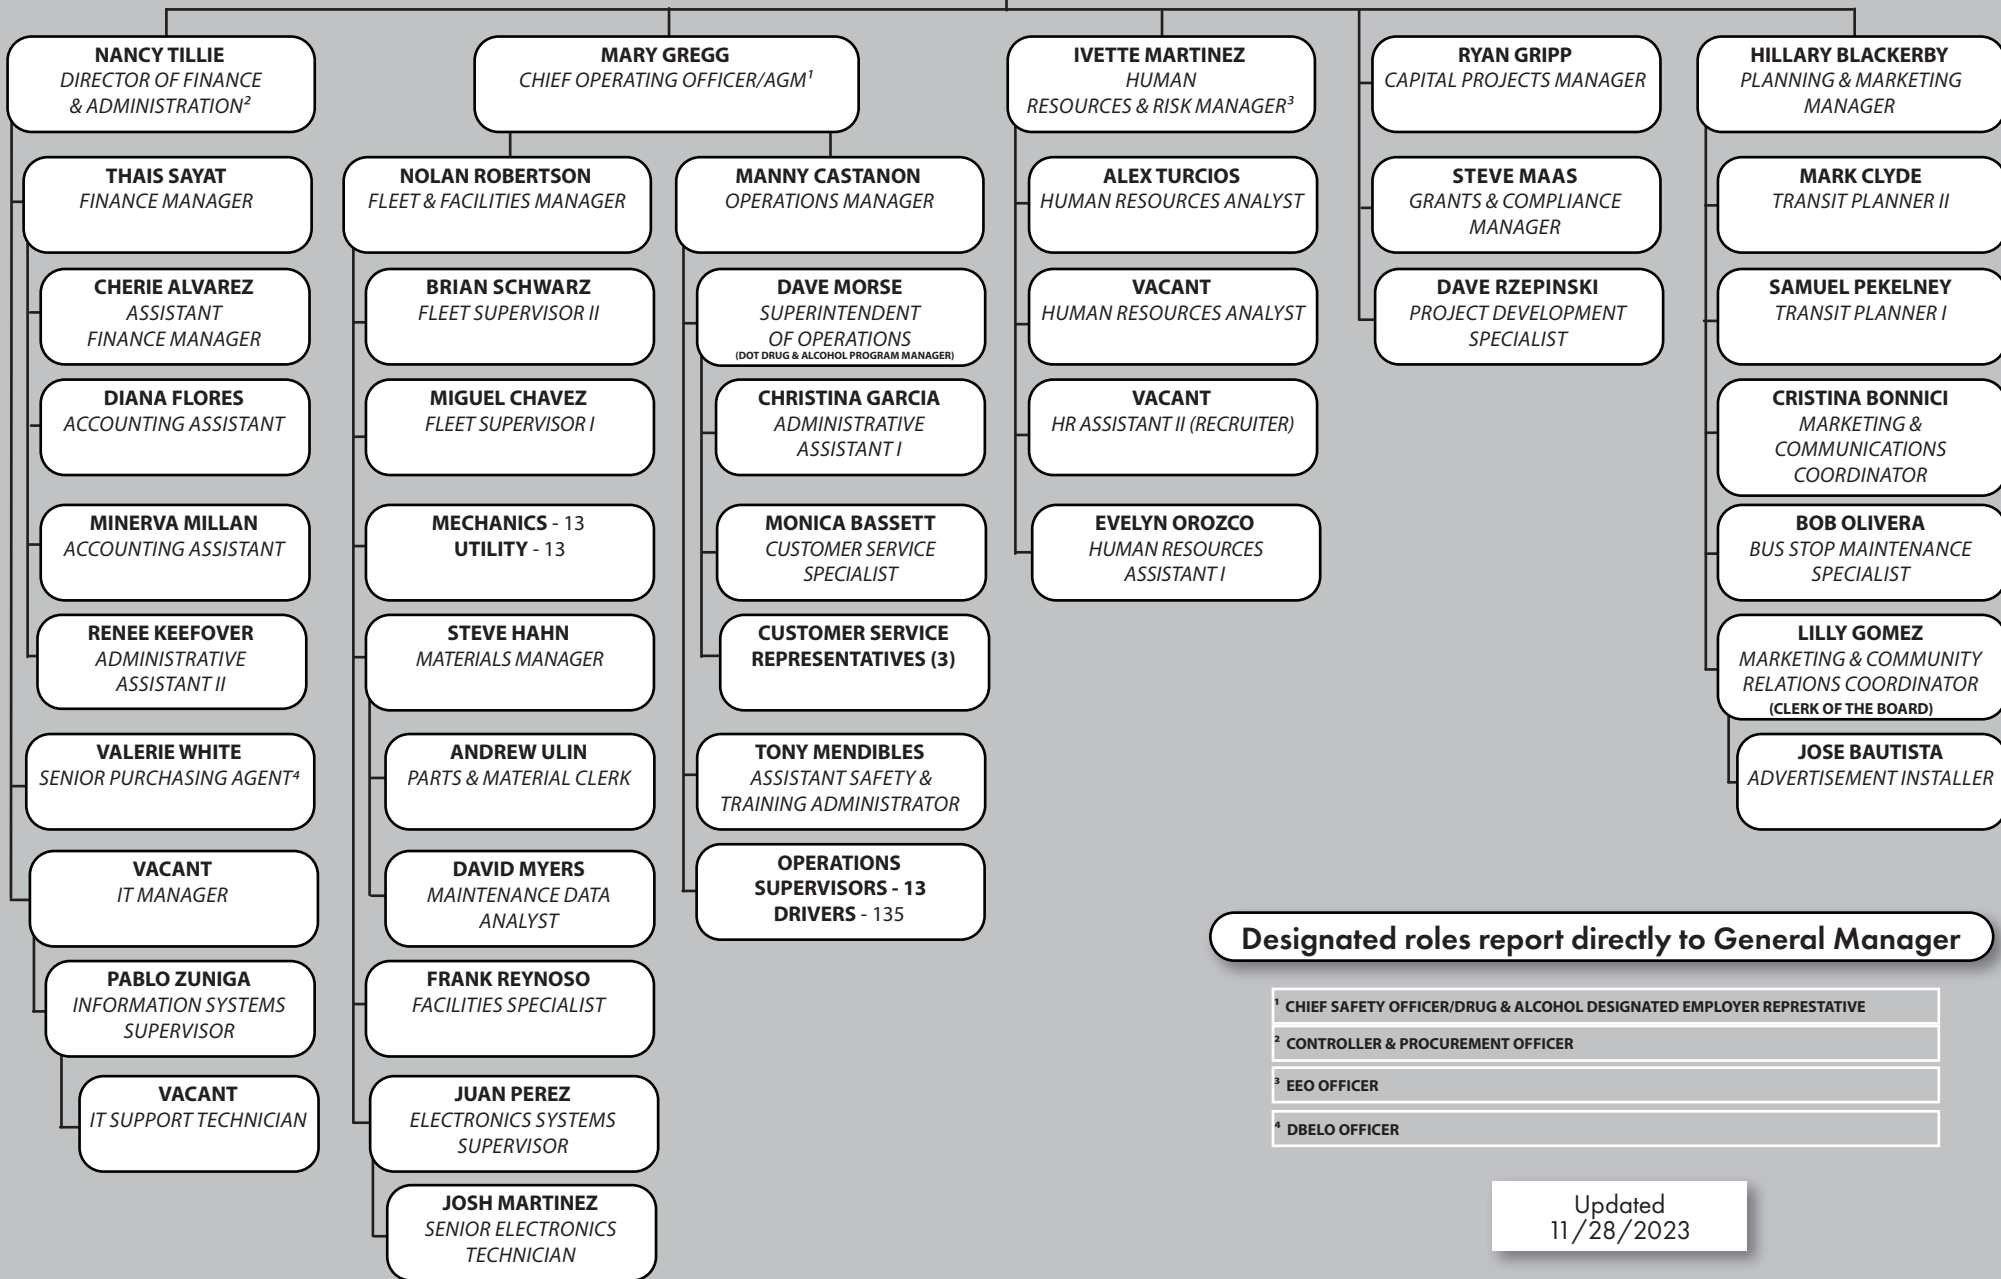 NANCY TILLIE
DIRECTOR OF FINANCE
& ADMINISTRATION²
MARY GREGG
CHIEF OPERATING OFFICER/AGM¹
IVETTE MARTINEZ
HUMAN
RESOURCES & RISK MANAGER³
RYAN GRIPP
CAPITAL PROJECTS MANAGER
HILLARY BLACKERBY
PLANNING & MARKETING
MANAGER
THAIS SAYAT
FINANCE MANAGER
CHERIE ALVAREZ
ASSISTANT
FINANCE MANAGER
DIANA FLORES
ACCOUNTING ASSISTANT
MINERVA MILLAN
ACCOUNTING ASSISTANT
RENEE KEEFOVER
ADMINISTRATIVE
ASSISTANT II
VALERIE WHITE
SENIOR PURCHASING AGENT⁴
VACANT
IT MANAGER
PABLO ZUNIGA
INFORMATION SYSTEMS
SUPERVISOR
VACANT
IT SUPPORT TECHNICIAN
NOLAN ROBERTSON
FLEET & FACILITIES MANAGER
BRIAN SCHWARZ
FLEET SUPERVISOR II
MIGUEL CHAVEZ
FLEET SUPERVISOR I
MECHANICS - 13
UTILITY - 13
STEVE HAHN
MATERIALS MANAGER
ANDREW ULIN
PARTS & MATERIAL CLERK
DAVID MYERS
MAINTENANCE DATA
ANALYST
FRANK REYNOSO
FACILITIES SPECIALIST
JUAN PEREZ
ELECTRONICS SYSTEMS
SUPERVISOR
JOSH MARTINEZ
SENIOR ELECTRONICS
TECHNICIAN
MANNY CASTANON
OPERATIONS MANAGER
DAVE MORSE
SUPERINTENDENT
OF OPERATIONS
(DOT DRUG & ALCOHOL PROGRAM MANAGER)
CHRISTINA GARCIA
ADMINISTRATIVE
ASSISTANT I
MONICA BASSETT
CUSTOMER SERVICE
SPECIALIST
CUSTOMER SERVICE
REPRESENTATIVES (3)
TONY MENDIBLES
ASSISTANT SAFETY &
TRAINING ADMINISTRATOR
OPERATIONS
SUPERVISORS - 13
DRIVERS - 135
ALEX TURCIOS
HUMAN RESOURCES ANALYST
VACANT
HUMAN RESOURCES ANALYST
VACANT
HR ASSISTANT II (RECRUITER)
EVELYN OROZCO
HUMAN RESOURCES
ASSISTANT I
STEVE MAAS
GRANTS & COMPLIANCE
MANAGER
DAVE RZEPINSKI
PROJECT DEVELOPMENT
SPECIALIST
MARK CLYDE
TRANSIT PLANNER II
SAMUEL PEKELNEY
TRANSIT PLANNER I
CRISTINA BONNICI
MARKETING &
COMMUNICATIONS
COORDINATOR
BOB OLIVERA
BUS STOP MAINTENANCE
SPECIALIST
LILLY GOMEZ
MARKETING & COMMUNITY
RELATIONS COORDINATOR
(CLERK OF THE BOARD)
JOSE BAUTISTA
ADVERTISEMENT INSTALLER
Designated roles report directly to General Manager
¹ CHIEF SAFETY OFFICER/DRUG & ALCOHOL DESIGNATED EMPLOYER REPRESTATIVE
² CONTROLLER & PROCUREMENT OFFICER
³ EEO OFFICER
⁴ DBELO OFFICER
Updated
11/28/2023